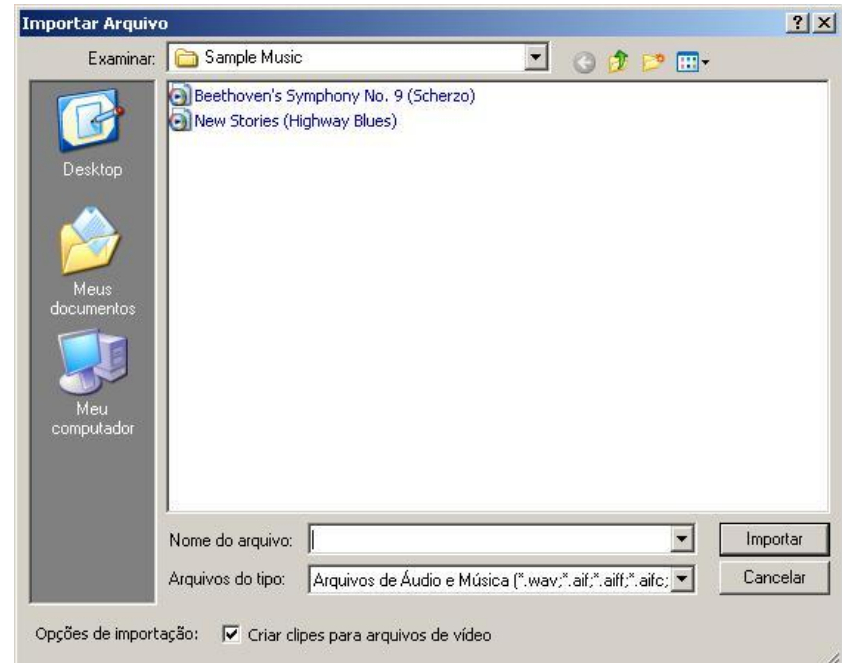 Importar Arquivo
Examinar: Sample Music
Beethoven's Symphony No. 9 (Scherzo)
New Stories (Highway Blues)
Desktop
Meus
documentos
Meu
computador
Nome do arquivo:
Importar
Arquivos do tipo: Arquivos de Áudio e Música (*.wav;*.aif;*.aiff;*.aifc;
Cancelar
Opções de importação: Criar clipes para arquivos de vídeo